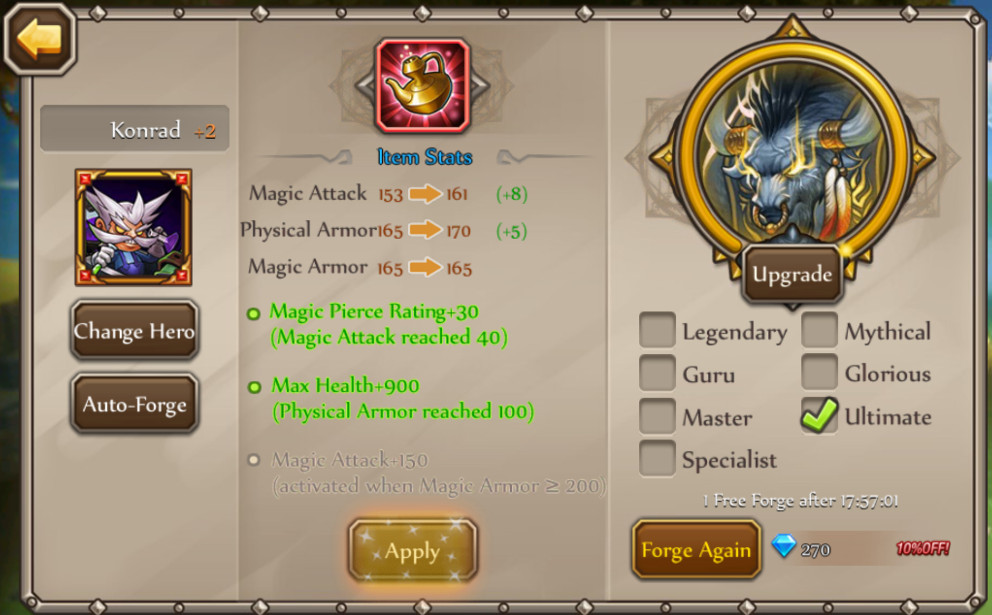 Konrad +2
Change Hero
Auto-Forge
Item Stats
Magic Attack 153 161 (+8)
Physical Armor 165 170 (+5)
Magic Armor 165 165
Magic Pierce Rating+30
(Magic Attack reached 40)
Max Health+900
(Physical Armor reached 100)
Magic Attack+150
(activated when Magic Armor ≥ 200)
Apply
Upgrade
Legendary Mythical
Guru Glorious
Master Ultimate
Specialist
1 Free Forge after 17:57:01
Forge Again 270 10%OFF!